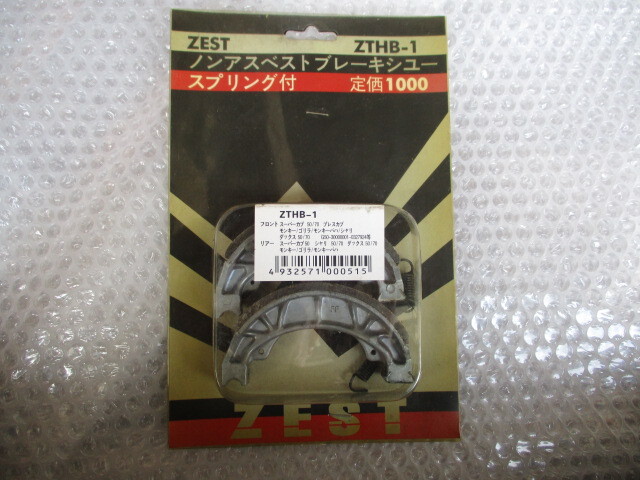 ZEST ZTHB-1
ノンアスベストブレーキシュー
スプリング付 定価1000
ZTHB-1
フロント スーパーカブ 50/70 プレスカブ
モンキー/ゴリラ/モンキーバハ/シャリ
ダックス 50/70
リアー スーパーカブ50 シャリ 50/70 ダックス 50/70
モンキー/ゴリラ/モンキーバハ
4 932571 000515
ZEST